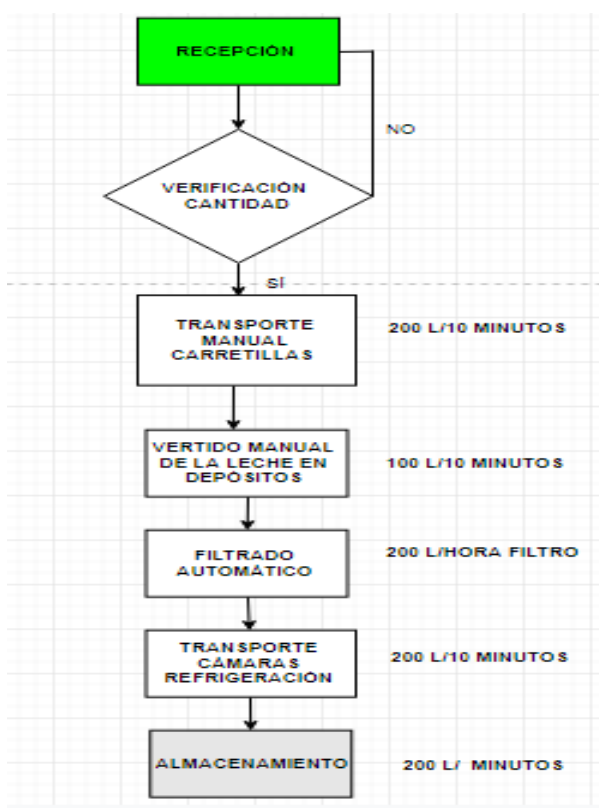 RECEPCIÓN
NO
VERIFICACIÓN
CANTIDAD
SÍ
TRANSPORTE
MANUAL
CARRETILLAS
200 L/10 MINUTOS
VERTIDO MANUAL
DE LA LECHE EN
DEPÓSITOS
100 L/10 MINUTOS
FILTRADO
AUTOMÁTICO
200 L/HORA FILTRO
TRANSPORTE
CÁMARAS
REFRIGERACIÓN
200 L/10 MINUTOS
ALMACENAMIENTO
200 L/ MINUTOS